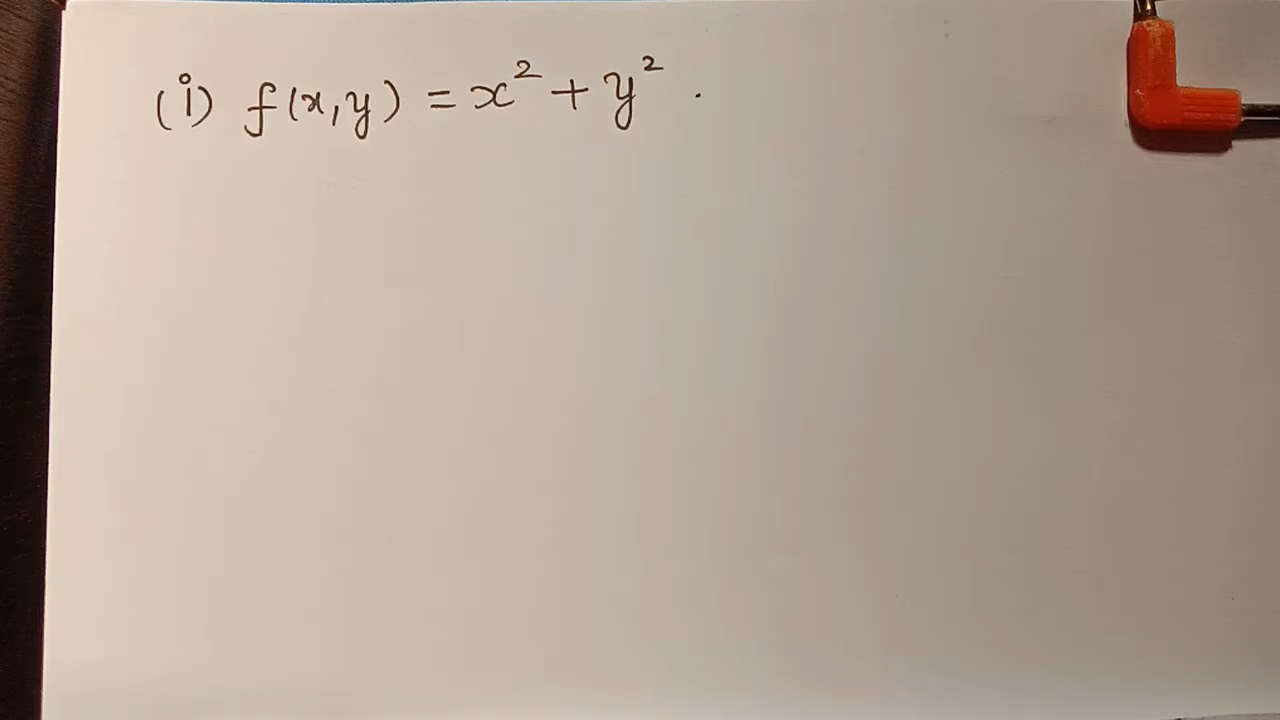 (i) f(x,y) = x² + y² .